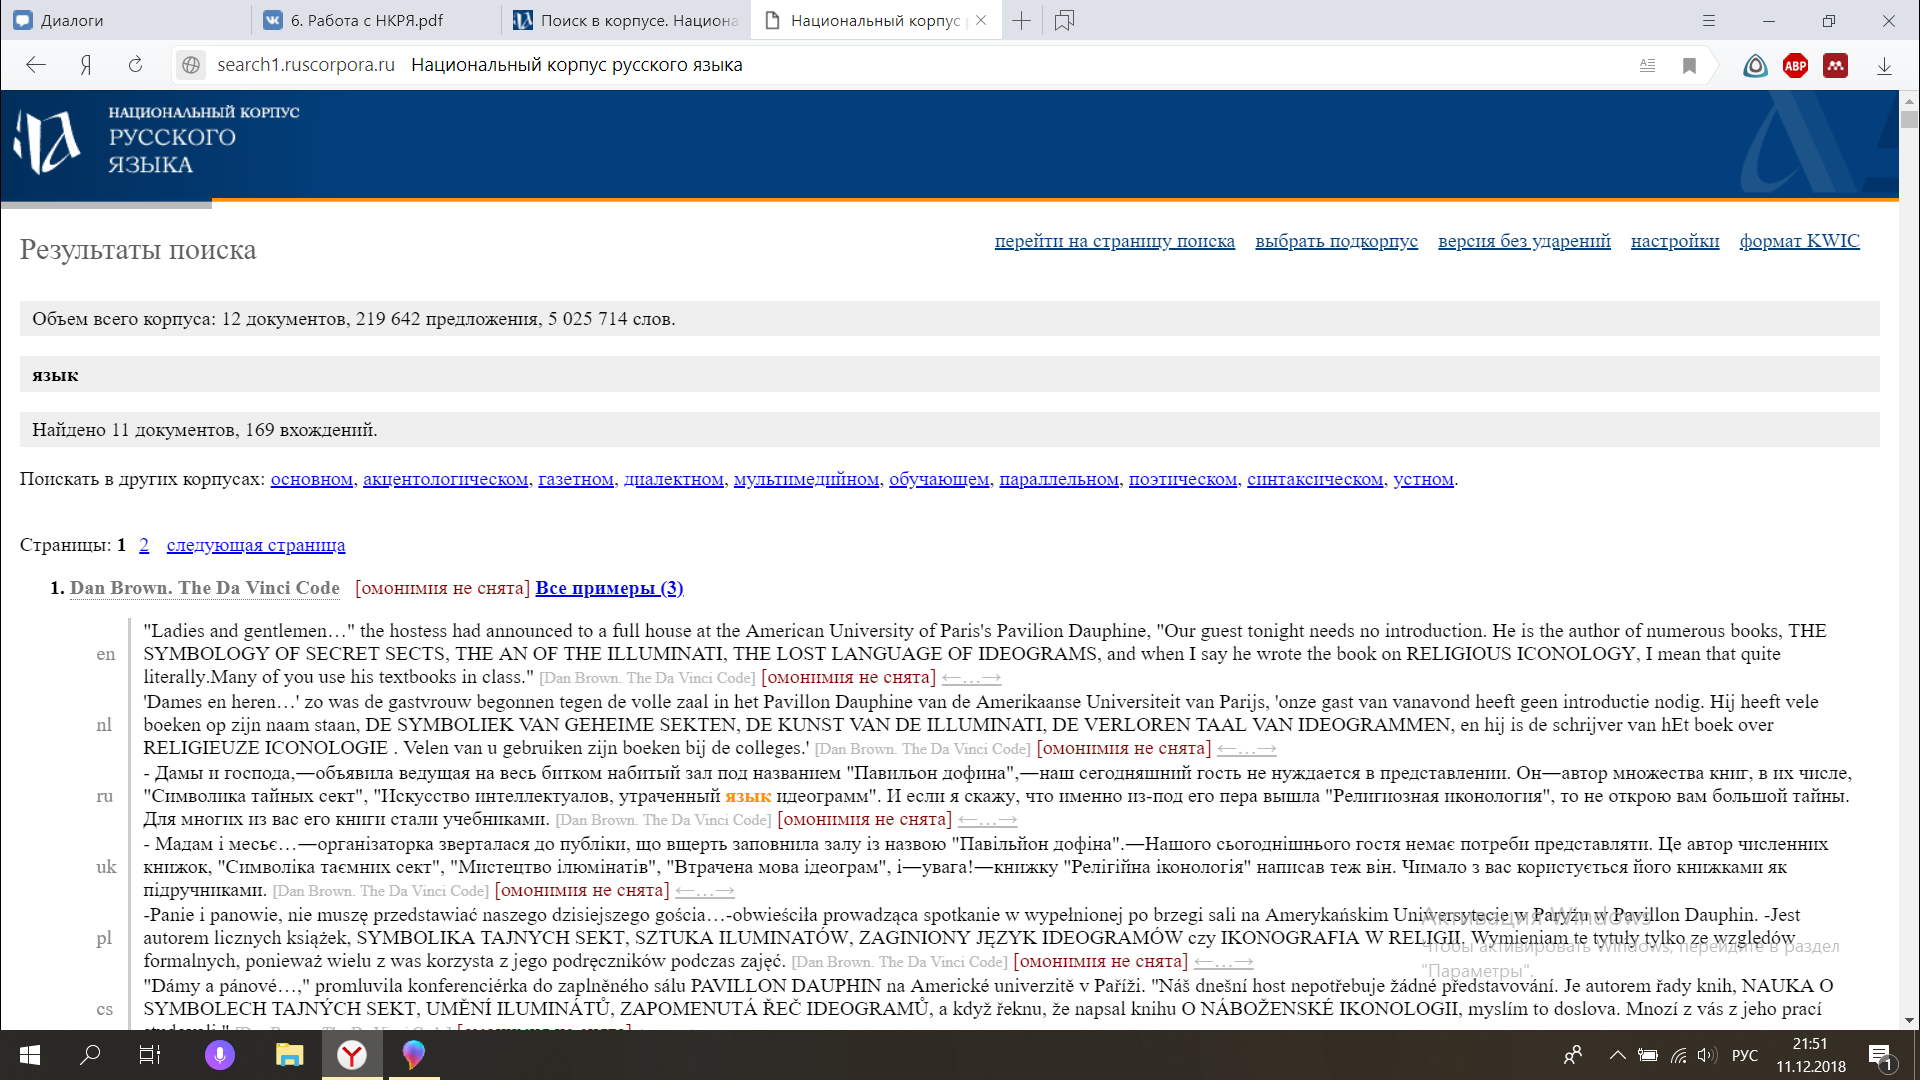 Диалоги
6. Работа с НКРЯ.pdf
Поиск в корпусе. Национа
Национальный корпус
search1.ruscorpora.ru Национальный корпус русского языка
ABP
НАЦИОНАЛЬНЫЙ КОРПУС
РУССКОГО
ЯЗЫКА
Результаты поиска
перейти на страницу поиска выбрать подкорпус версия без ударений настройки формат KWIC
Объем всего корпуса: 12 документов, 219 642 предложения, 5 025 714 слов.
язык
Найдено 11 документов, 169 вхождений.
Поискать в других корпусах: основном, акцентологическом, газетном, диалектном, мультимедийном, обучающем, параллельном, поэтическом, синтаксическом, устном.
Страницы: 1 2 следующая страница
1. Dan Brown. The Da Vinci Code [омонимия не снята] Все примеры (3)
"Ladies and gentlemen…" the hostess had announced to a full house at the American University of Paris's Pavilion Dauphine, "Our guest tonight needs no introduction. He is the author of numerous books, THE
en SYMBOLOGY OF SECRET SECTS, THE AN OF THE ILLUMINATI, THE LOST LANGUAGE OF IDEOGRAMS, and when I say he wrote the book on RELIGIOUS ICONOLOGY, I mean that quite
literally.Many of you use his textbooks in class." [Dan Brown. The Da Vinci Code] [омонимия не снята] ←…→
'Dames en heren…' zo was de gastvrouw begonnen tegen de volle zaal in het Pavillon Dauphine van de Amerikaanse Universiteit van Parijs, 'onze gast van vanavond heeft geen introductie nodig. Hij heeft vele
nl boeken op zijn naam staan, DE SYMBOLIEK VAN GEHEIME SEKTEN, DE KUNST VAN DE ILLUMINATI, DE VERLOREN TAAL VAN IDEOGRAMMEN, en hij is de schrijver van hEt boek over
RELIGIEUZE ICONOLOGIE . Velen van u gebruiken zijn boeken bij de colleges.' [Dan Brown. The Da Vinci Code] [омонимия не снята] ←…→
- Дамы и господа,—объявила ведущая на весь битком набитый зал под названием "Павильон дофина",—наш сегодняшний гость не нуждается в представлении. Он—автор множества книг, в их числе,
ru "Символика тайных сект", "Искусство интеллектуалов, утраченный язык идеограмм". И если я скажу, что именно из-под его пера вышла "Религиозная иконология", то не открою вам большой тайны.
Для многих из вас его книги стали учебниками. [Dan Brown. The Da Vinci Code] [омонимия не снята] ←…→
- Мадам і месьє…—організаторка зверталася до публіки, що вщерть заповнила залу із назвою "Павільйон дофіна".—Нашого сьогоднішнього гостя немає потреби представляти. Це автор численних
uk книжок, "Символіка таємних сект", "Мистецтво ілюмінатів", "Втрачена мова ідеограм", і—увага!—книжку "Релігійна іконологія" написав теж він. Чимало з вас користується його книжками як
підручниками. [Dan Brown. The Da Vinci Code] [омонимия не снята] ←…→
-Panie i panowie, nie muszę przedstawiać naszego dzisiejszego gościa…-obwieściła prowadząca spotkanie w wypełnionej po brzegi sali na Amerykańskim Uniwersytecie w Paryżu w Pavillon Dauphin. -Jest
pl autorem licznych książek, SYMBOLIKA TAJNYCH SEKT, SZTUKA ILUMINATÓW, ZAGINIONY JĘZYK IDEOGRAMÓW czy IKONOGRAFIA W RELIGII. Wymieniam te tytuły tylko ze względów
formalnych, ponieważ wielu z was korzysta z jego podręczników podczas zajęć. [Dan Brown. The Da Vinci Code] [омонимия не снята] ←…→
"Dámy a pánové…," promluvila konferenciérka do zaplněného sálu PAVILLON DAUPHIN na Americké univerzitě v Paříži. "Náš dnešní host nepotřebuje žádné představování. Je autorem řady knih, NAUKA O
cs SYMBOLECH TAJNÝCH SEKT, UMĚNÍ ILUMINÁTŮ, ZAPOMENUTÁ ŘEČ IDEOGRAMŮ, a když řeknu, že napsal knihu O NÁBOŽENSKÉ IKONOLOGII, myslím to doslova. Mnozí z vás z jeho prací
Активация Windows
Чтобы активировать Windows, перейдите в раздел
"Параметры".
РУС
21:51
11.12.2018
1